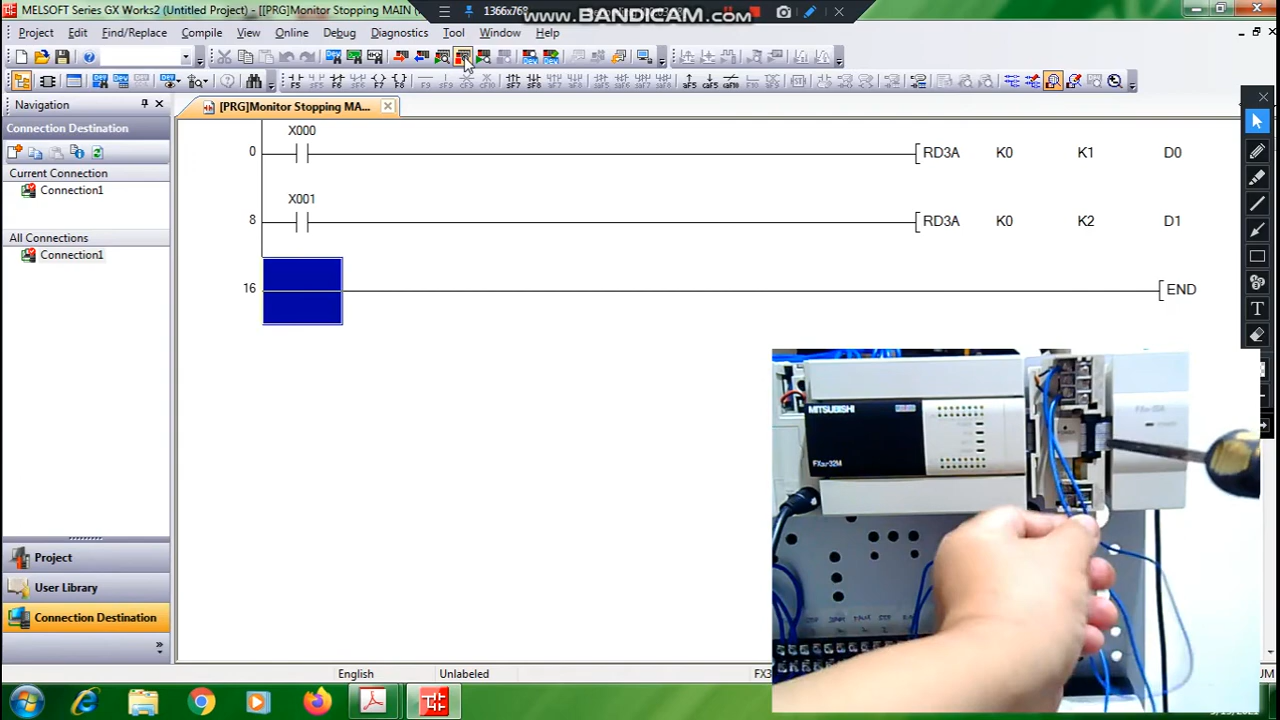 MELSOFT Series GX Works2 (Untitled Project) - [[PRG]Monitor Stopping MAIN (
1366x768
www.BANDICAM.com
Project Edit Find/Replace Compile View Online Debug Diagnostics Tool Window Help
Navigation
[PRG]Monitor Stopping MA...
Connection Destination
Current Connection
Connection1
All Connections
Connection1
X000
0 RD3A K0 K1 D0
X001
8 RD3A K0 K2 D1
16 END
MITSUBISHI
Project
User Library
Connection Destination
English Unlabeled FX3
UM